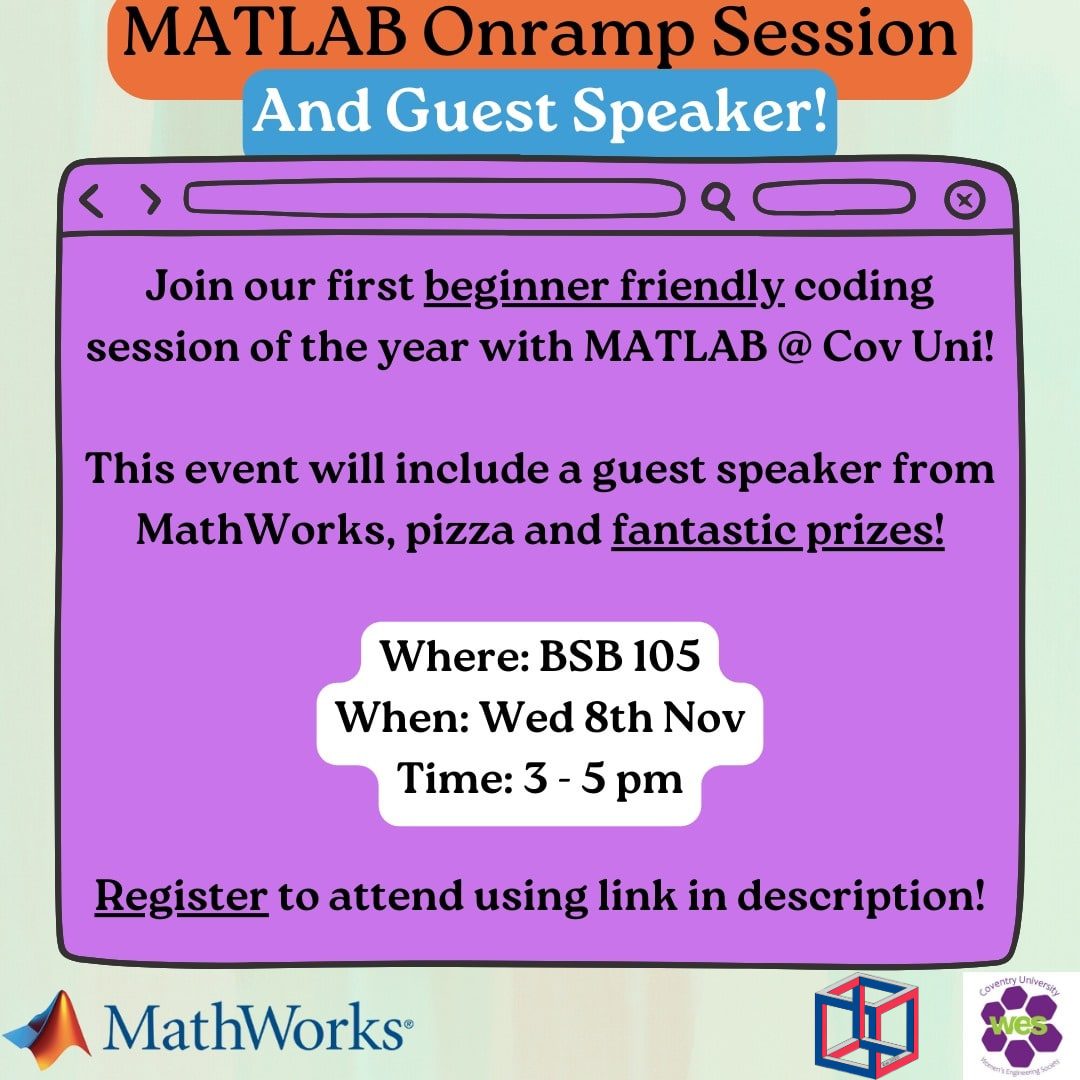 MATLAB Onramp Session
And Guest Speaker!
Join our first beginner friendly coding
session of the year with MATLAB @ Cov Uni!
This event will include a guest speaker from
MathWorks, pizza and fantastic prizes!
Where: BSB 105
When: Wed 8th Nov
Time: 3 - 5 pm
Register to attend using link in description!
MathWorks®
Coventry University
wes
Women's Engineering Society